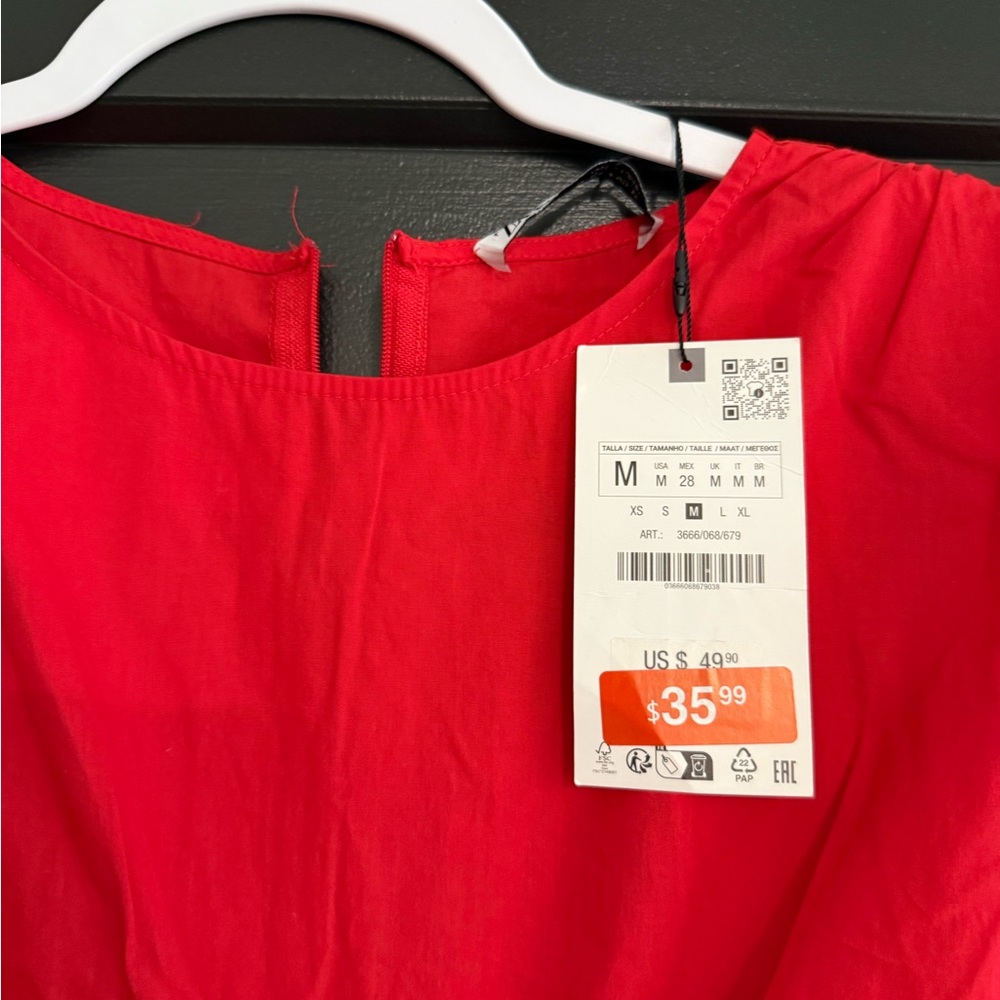 TALLA / SIZE / TAMANHO / TAILLE / MAAT / ΜΕΓΕΘΟΣ
M USA MEX UK IT BR
M 28 M M M
XS S M L XL
ART.: 3666/068/679
03666068679038
US $ 49 90
$35 99
FSC
22
PAP
EAC